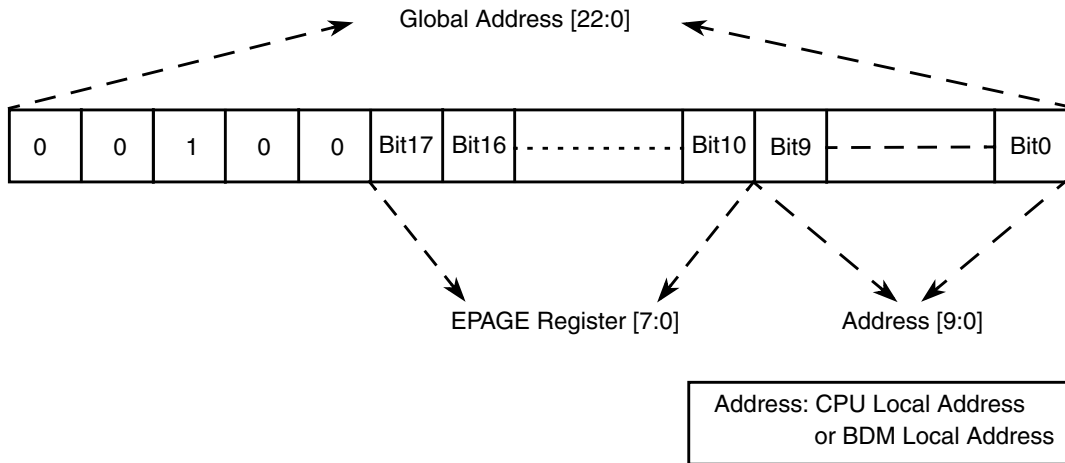 Global Address [22:0]
0 0 1 0 0 Bit17 Bit16 Bit10 Bit9 Bit0
EPAGE Register [7:0] Address [9:0]
Address: CPU Local Address
or BDM Local Address